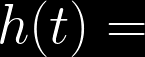 h(t) =